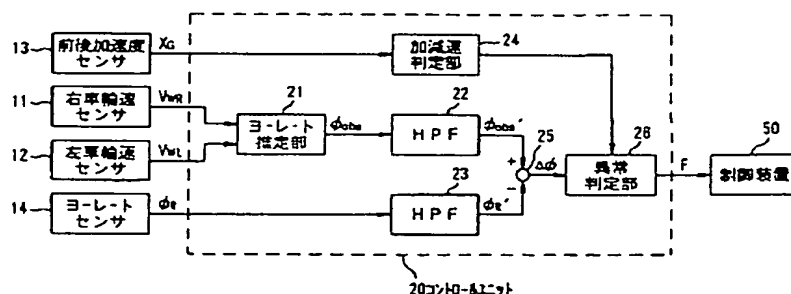 13
前後加速度
センサ
XG
加減速
判定部
24
11
右車輪速
センサ
VWR
21
ヨーレート
推定部
φobs
22
HPF
φobs′
12
左車輪速
センサ
VWL
14
ヨーレート
センサ
φR
23
HPF
φR′
+
−
25
Δφ
26
異常
判定部
F
50
制御装置
20コントロールユニット